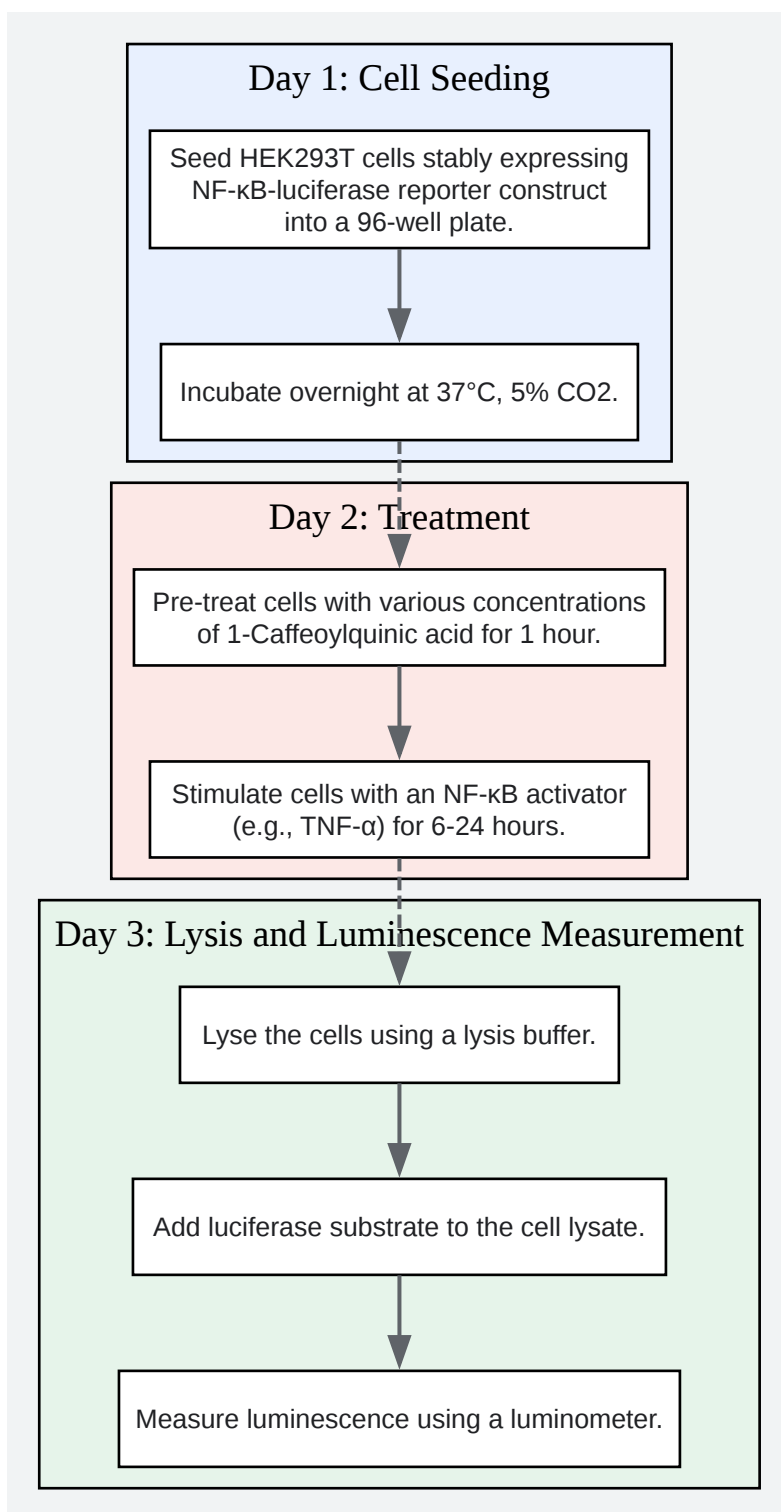 Day 1: Cell Seeding
Seed HEK293T cells stably expressing
NF-κB-luciferase reporter construct
into a 96-well plate.
Incubate overnight at 37°C, 5% CO2.
Day 2: Treatment
Pre-treat cells with various concentrations
of 1-Caffeoylquinic acid for 1 hour.
Stimulate cells with an NF-κB activator
(e.g., TNF-α) for 6-24 hours.
Day 3: Lysis and Luminescence Measurement
Lyse the cells using a lysis buffer.
Add luciferase substrate to the cell lysate.
Measure luminescence using a luminometer.